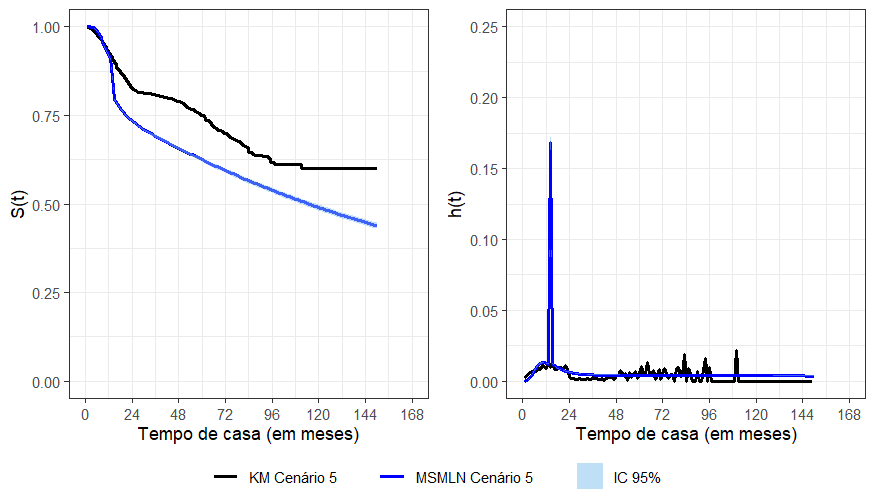 1.00
0.75
0.50
0.25
0.00
S(t)
0 24 48 72 96 120 144 168
Tempo de casa (em meses)
0.25
0.20
0.15
0.10
0.05
0.00
h(t)
0 24 48 72 96 120 144 168
Tempo de casa (em meses)
KM Cenário 5 MSMLN Cenário 5 IC 95%